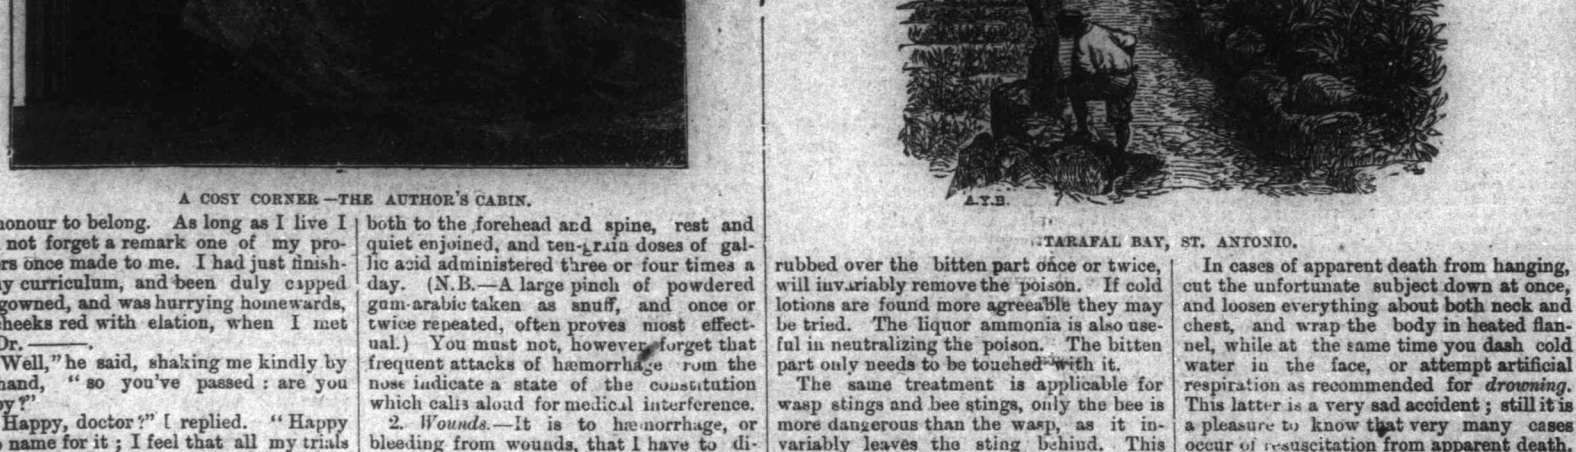 A COSY CORNER—THE AUTHOR'S CABIN.
honour to belong. As long as I live I
not forget a remark one of my pro-
rs once made to me. I had just finish-
y curriculum, and been duly capped
gowned, and was hurrying homewards,
cheeks red with elation, when I met
Dr. ———.
"Well," he said, shaking me kindly by
hand, "so you've passed: are you
py?"
Happy, doctor?" I replied. "Happy
name for it; I feel that all my trials
both to the forehead and spine, rest and
quiet enjoined, and ten-grain doses of gal-
lic acid administered three or four times a
day. (N.B.—A large pinch of powdered
gum-arabic taken as snuff, and once or
twice repeated, often proves most effect-
ual.) You must not, however, forget that
frequent attacks of hæmorrhage from the
nose indicate a state of the constitution
which calls aloud for medical interference.
2. Wounds.—It is to hæmorrhage, or
bleeding from wounds, that I have to di-
A.Y.B.
TARAFAL BAY, ST. ANTONIO.
rubbed over the bitten part once or twice,
will invariably remove the poison. If cold
lotions are found more agreeable they may
be tried. The liquor ammonia is also use-
ful in neutralizing the poison. The bitten
part only needs to be touched with it.
The same treatment is applicable for
wasp stings and bee stings, only the bee is
more dangerous than the wasp, as it in-
variably leaves the sting behind. This
In cases of apparent death from hanging,
cut the unfortunate subject down at once,
and loosen everything about both neck and
chest, and wrap the body in heated flan-
nel, while at the same time you dash cold
water in the face, or attempt artificial
respiration as recommended for drowning.
This latter is a very sad accident; still it is
a pleasure to know that very many cases
occur of resuscitation from apparent death,